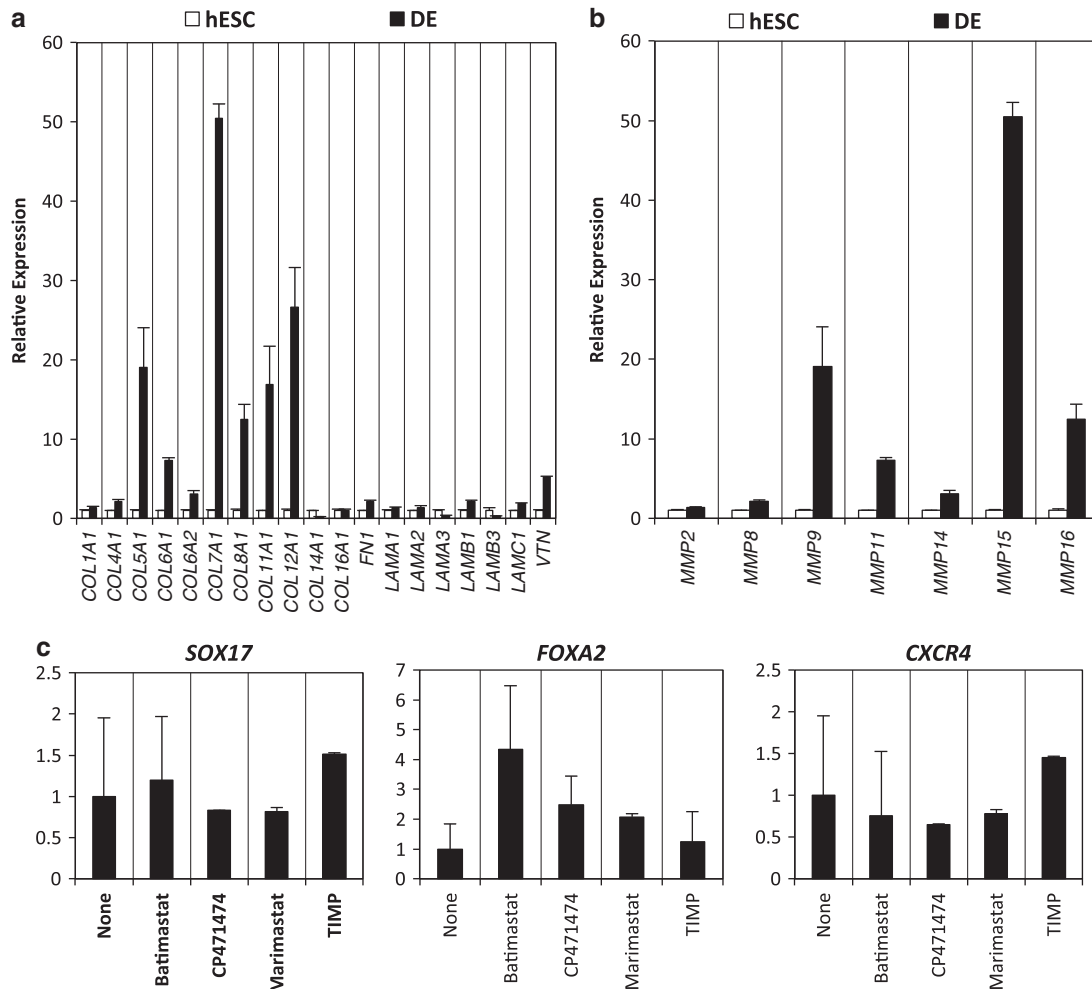 a
hESC
DE
Relative Expression
60
50
40
30
20
10
0
COL1A1
COL4A1
COL5A1
COL6A1
COL6A2
COL7A1
COL8A1
COL11A1
COL12A1
COL14A1
COL16A1
FN1
LAMA1
LAMA2
LAMA3
LAMB1
LAMB3
LAMC1
VTN
b
hESC
DE
Relative Expression
60
50
40
30
20
10
0
MMP2
MMP8
MMP9
MMP11
MMP14
MMP15
MMP16
c
SOX17
2.5
2
1.5
1
0.5
0
None
Batimastat
CP471474
Marimastat
TIMP
FOXA2
7
6
5
4
3
2
1
0
None
Batimastat
CP471474
Marimastat
TIMP
CXCR4
2.5
2
1.5
1
0.5
0
None
Batimastat
CP471474
Marimastat
TIMP